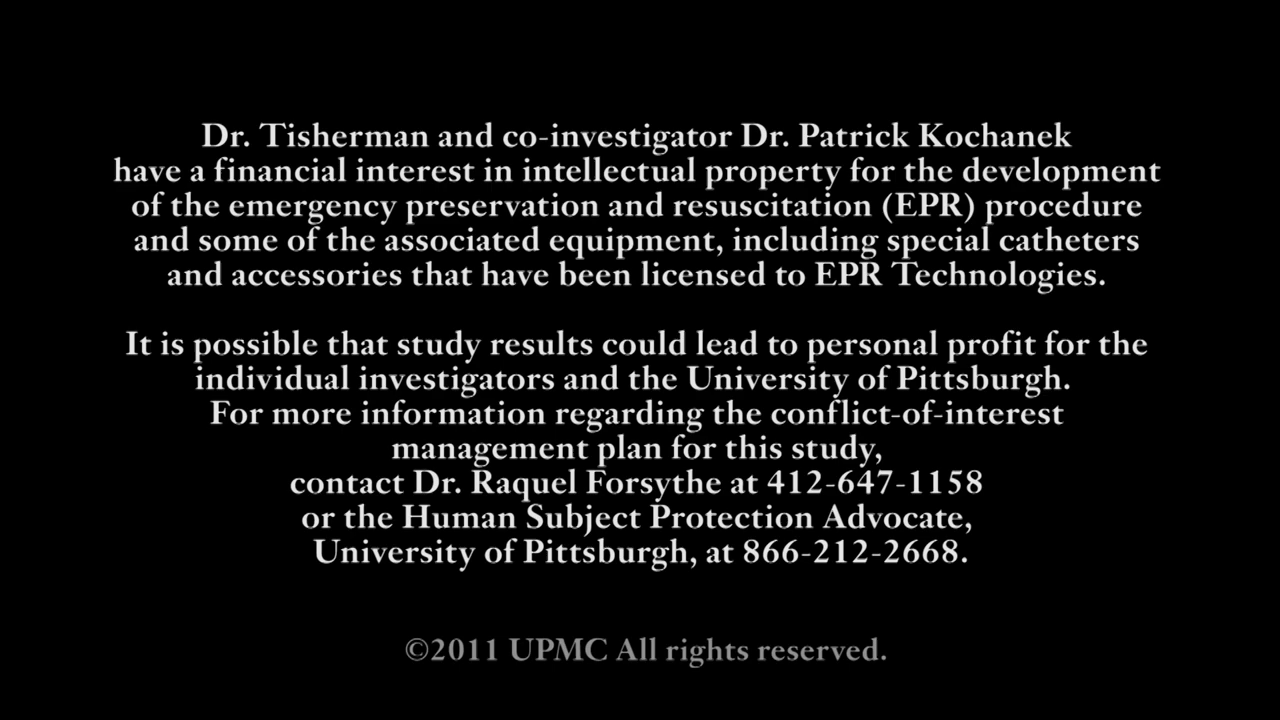 Dr. Tisherman and co-investigator Dr. Patrick Kochanek
have a financial interest in intellectual property for the development
of the emergency preservation and resuscitation (EPR) procedure
and some of the associated equipment, including special catheters
and accessories that have been licensed to EPR Technologies.
It is possible that study results could lead to personal profit for the
individual investigators and the University of Pittsburgh.
For more information regarding the conflict-of-interest
management plan for this study,
contact Dr. Raquel Forsythe at 412-647-1158
or the Human Subject Protection Advocate,
University of Pittsburgh, at 866-212-2668.
©2011 UPMC All rights reserved.